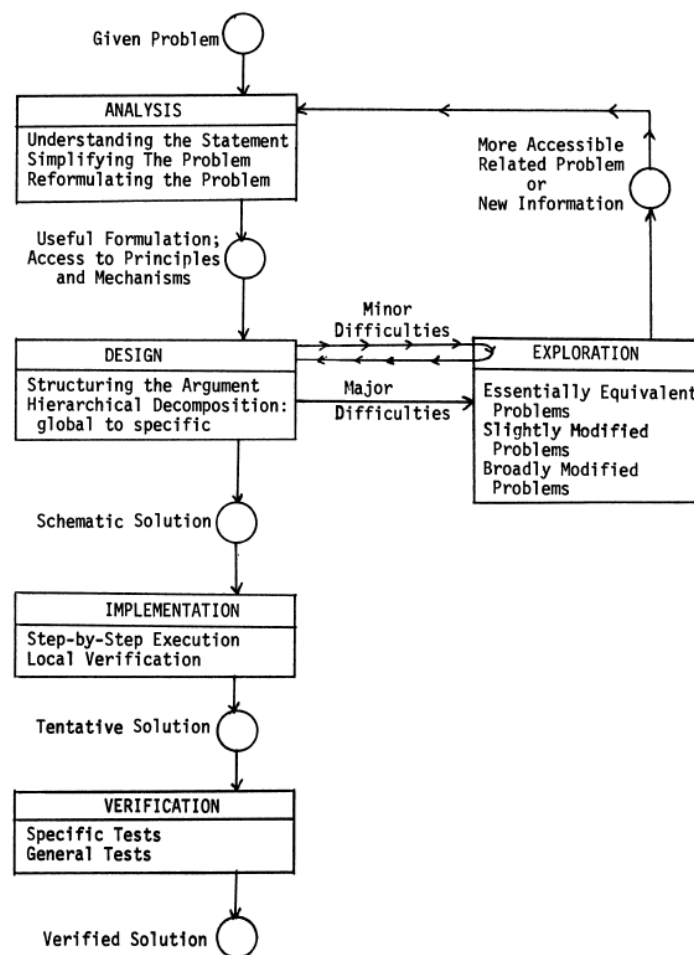 Given Problem
ANALYSIS
Understanding the Statement
Simplifying The Problem
Reformulating the Problem
More Accessible
Related Problem
or
New Information
Useful Formulation;
Access to Principles
and Mechanisms
Minor
Difficulties
DESIGN
Structuring the Argument
Hierarchical Decomposition:
global to specific
Major
Difficulties
EXPLORATION
Essentially Equivalent
Problems
Slightly Modified
Problems
Broadly Modified
Problems
Schematic Solution
IMPLEMENTATION
Step-by-Step Execution
Local Verification
Tentative Solution
VERIFICATION
Specific Tests
General Tests
Verified Solution